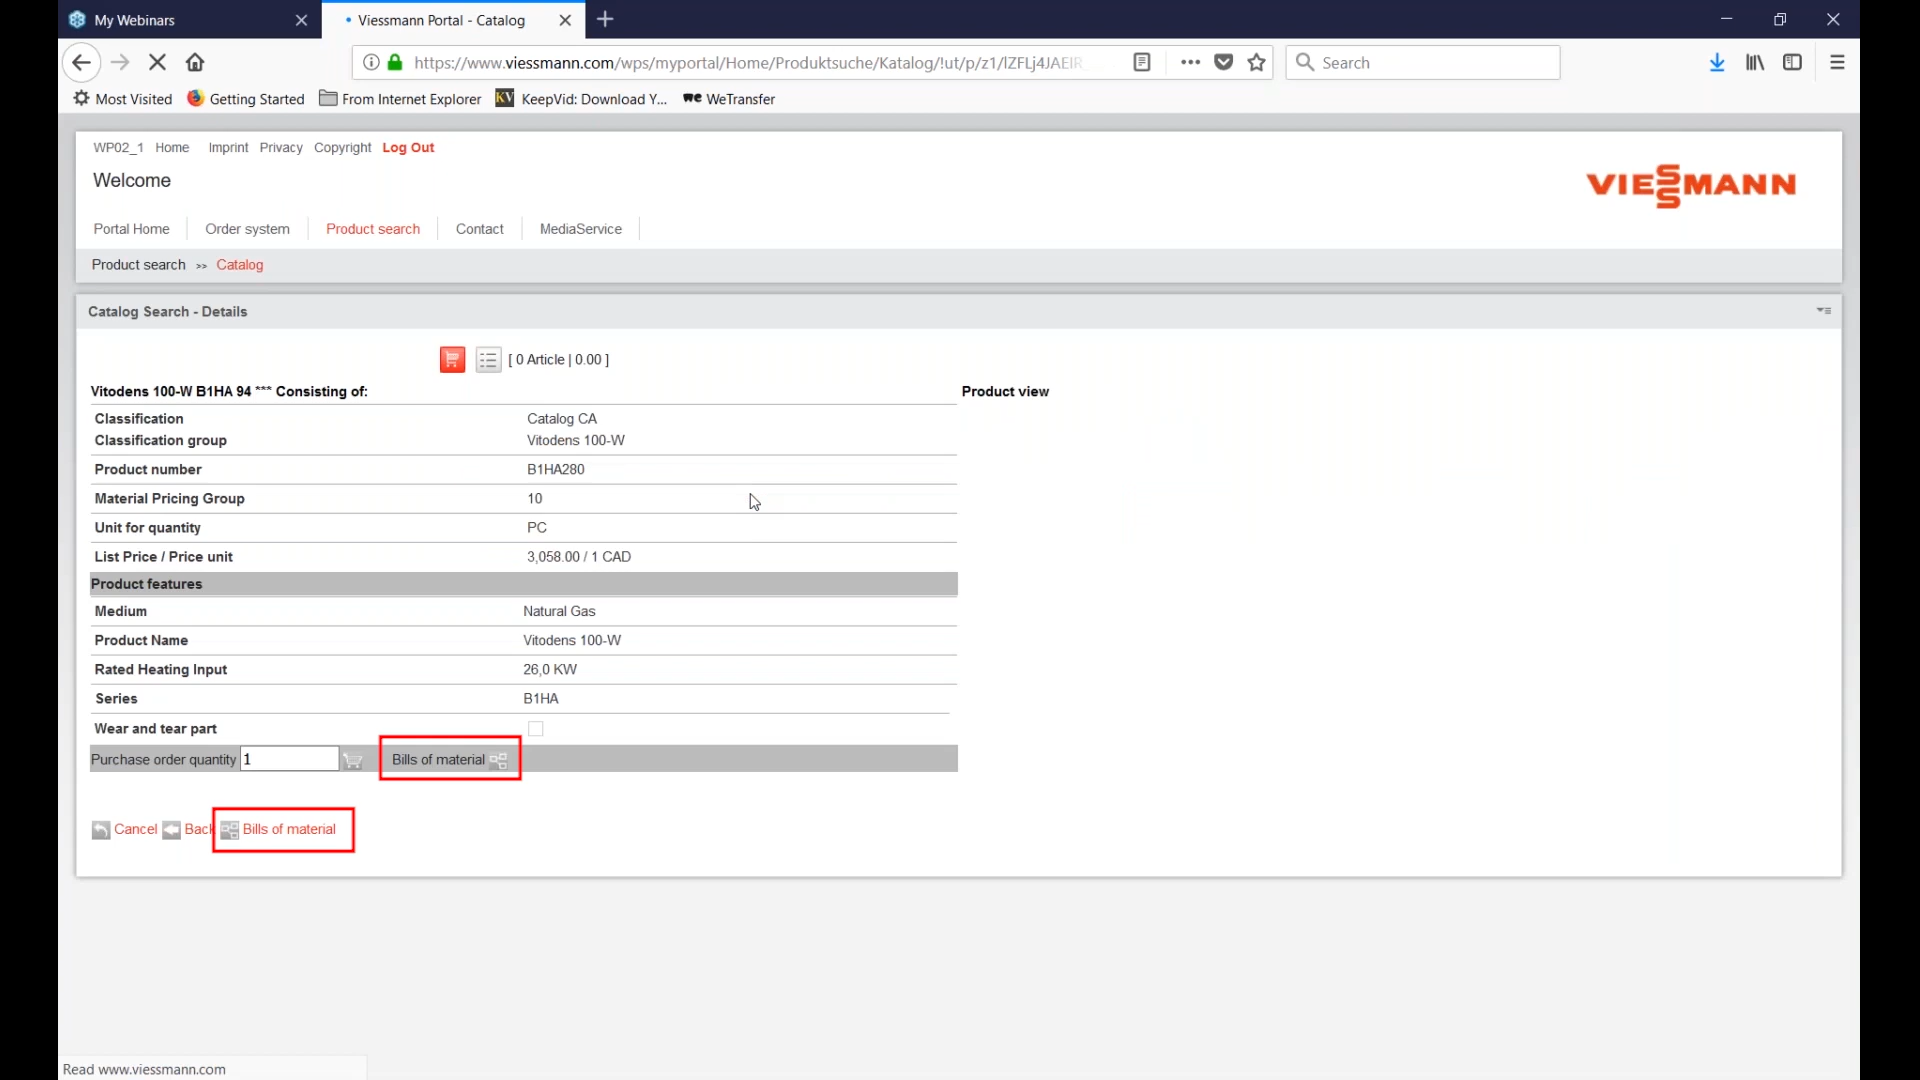 My Webinars
Viessmann Portal - Catalog
https://www.viessmann.com/wps/myportal/Home/Produktsuche/Katalog/!ut/p/z1/lZFLj4JAEIR
Search
Most Visited Getting Started From Internet Explorer KV KeepVid: Download Y... we WeTransfer
WP02_1 Home Imprint Privacy Copyright Log Out
Welcome
VIESSMANN
Portal Home Order system Product search Contact MediaService
Product search >> Catalog
Catalog Search - Details
[ 0 Article | 0.00 ]
Vitodens 100-W B1HA 94 *** Consisting of: Product view
Classification Catalog CA
Classification group Vitodens 100-W
Product number B1HA280
Material Pricing Group 10
Unit for quantity PC
List Price / Price unit 3,058.00 / 1 CAD
Product features
Medium Natural Gas
Product Name Vitodens 100-W
Rated Heating Input 26,0 KW
Series B1HA
Wear and tear part
Purchase order quantity 1 Bills of material
Cancel Back Bills of material
Read www.viessmann.com